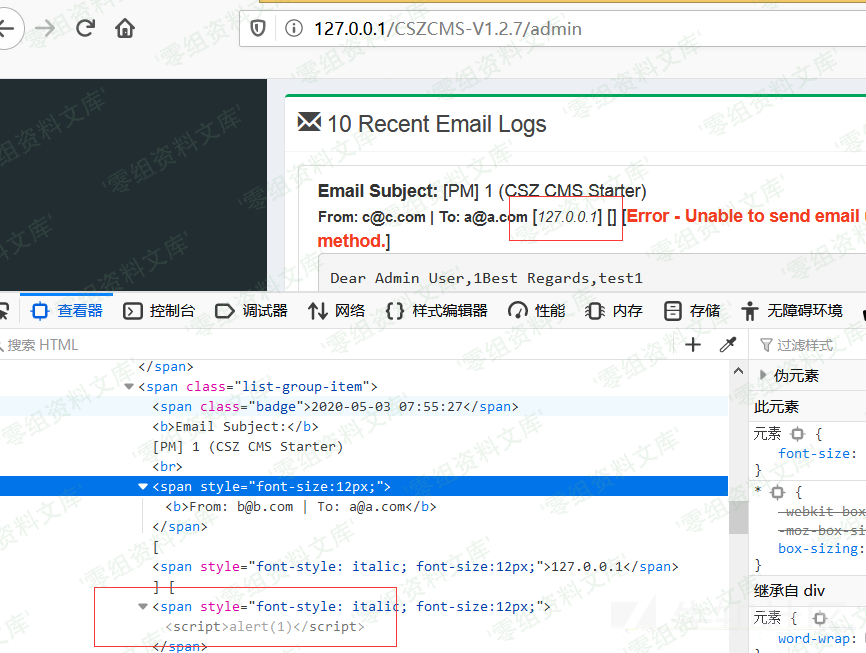 127.0.0.1/CSZCMS-V1.2.7/admin
10 Recent Email Logs
Email Subject: [PM] 1 (CSZ CMS Starter)
From: c@c.com | To: a@a.com [127.0.0.1] [] [Error - Unable to send email
method.]
Dear Admin User,1Best Regards,test1
查看器 控制台 调试器 网络 样式编辑器 性能 内存 存储 无障碍环境
搜索 HTML
过滤样式
</span>
<span class="list-group-item">
<span class="badge">2020-05-03 07:55:27</span>
<b>Email Subject:</b>
[PM] 1 (CSZ CMS Starter)
<br>
<span style="font-size:12px;">
<b>From: b@b.com | To: a@a.com</b>
</span>
[
<span style="font-style: italic; font-size:12px;">127.0.0.1</span>
] [
<span style="font-style: italic; font-size:12px;">
<script>alert(1)</script>
</span>
伪元素
此元素
元素 {
font-size:
}
* {
-webkit-box
-moz-box-si
box-sizing:
}
继承自 div
元素 {
word-wrap:
零组资料文库